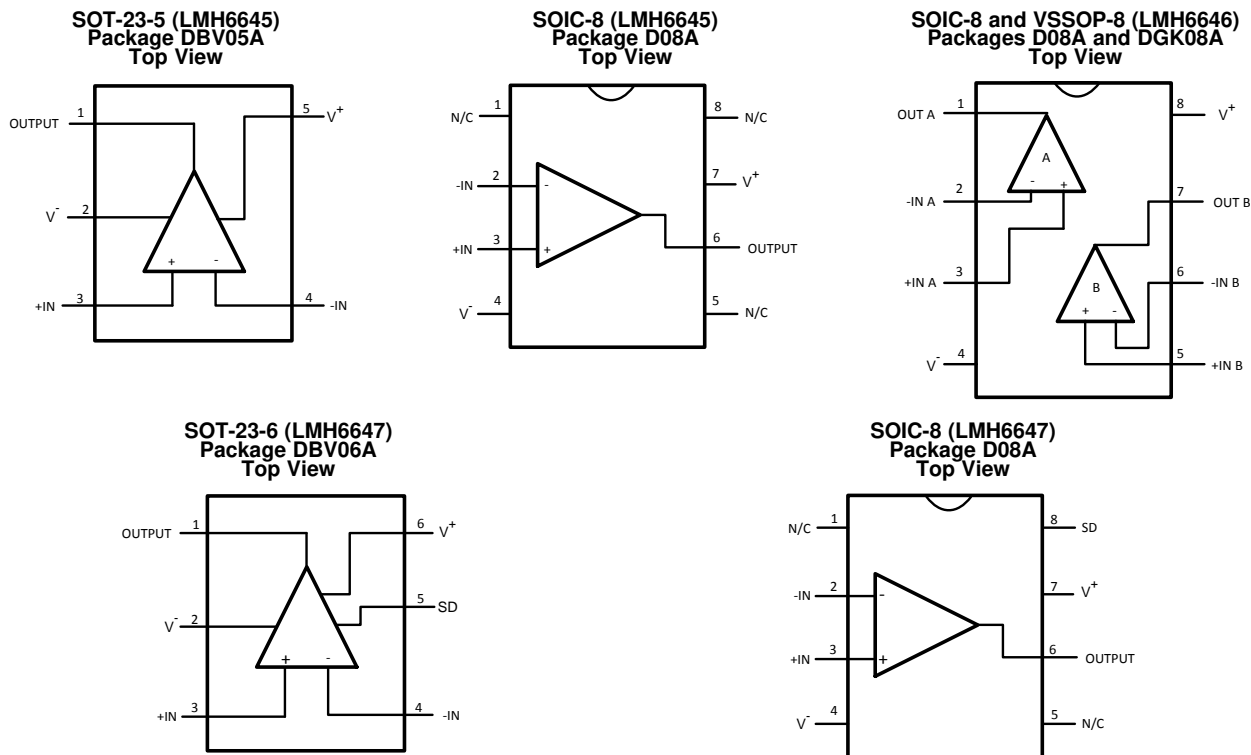 SOT-23-5 (LMH6645)
Package DBV05A
Top View
1
OUTPUT
5
V+
2
V-
+
-
+IN
3
4
-IN
SOIC-8 (LMH6645)
Package D08A
Top View
1
N/C
8
N/C
2
-IN
-
7
V+
3
+IN
+
6
OUTPUT
4
V-
5
N/C
SOIC-8 and VSSOP-8 (LMH6646)
Packages D08A and DGK08A
Top View
1
OUT A
8
V+
A
-
+
2
-IN A
7
OUT B
3
+IN A
B
6
-IN B
+
-
4
V-
5
+IN B
SOT-23-6 (LMH6647)
Package DBV06A
Top View
1
OUTPUT
6
V+
5
SD
2
V-
+
-
3
+IN
4
-IN
SOIC-8 (LMH6647)
Package D08A
Top View
1
N/C
8
SD
2
-IN
-
7
V+
3
+IN
+
6
OUTPUT
4
V-
5
N/C